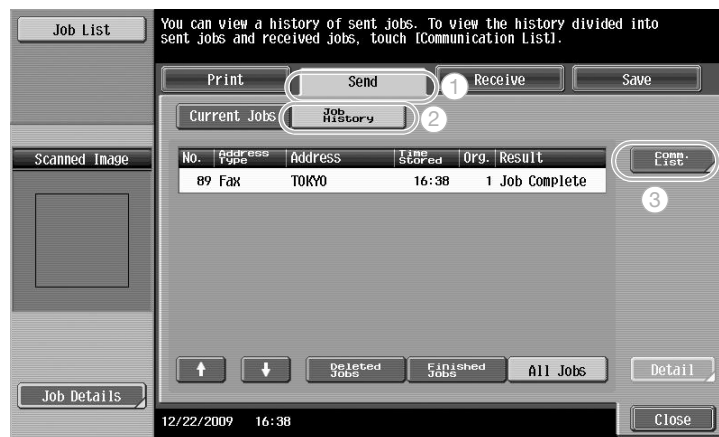 Job List
You can view a history of sent jobs. To view the history divided into
sent jobs and received jobs, touch [Communication List].
Print Send Receive Save
1
Current Jobs Job History
2
Scanned Image
No. Address Type Address Time Stored Org. Result
Comm. List
89 Fax TOKYO 16:38 1 Job Complete
3
Deleted Jobs Finished Jobs All Jobs Detail
Job Details
12/22/2009 16:38
Close